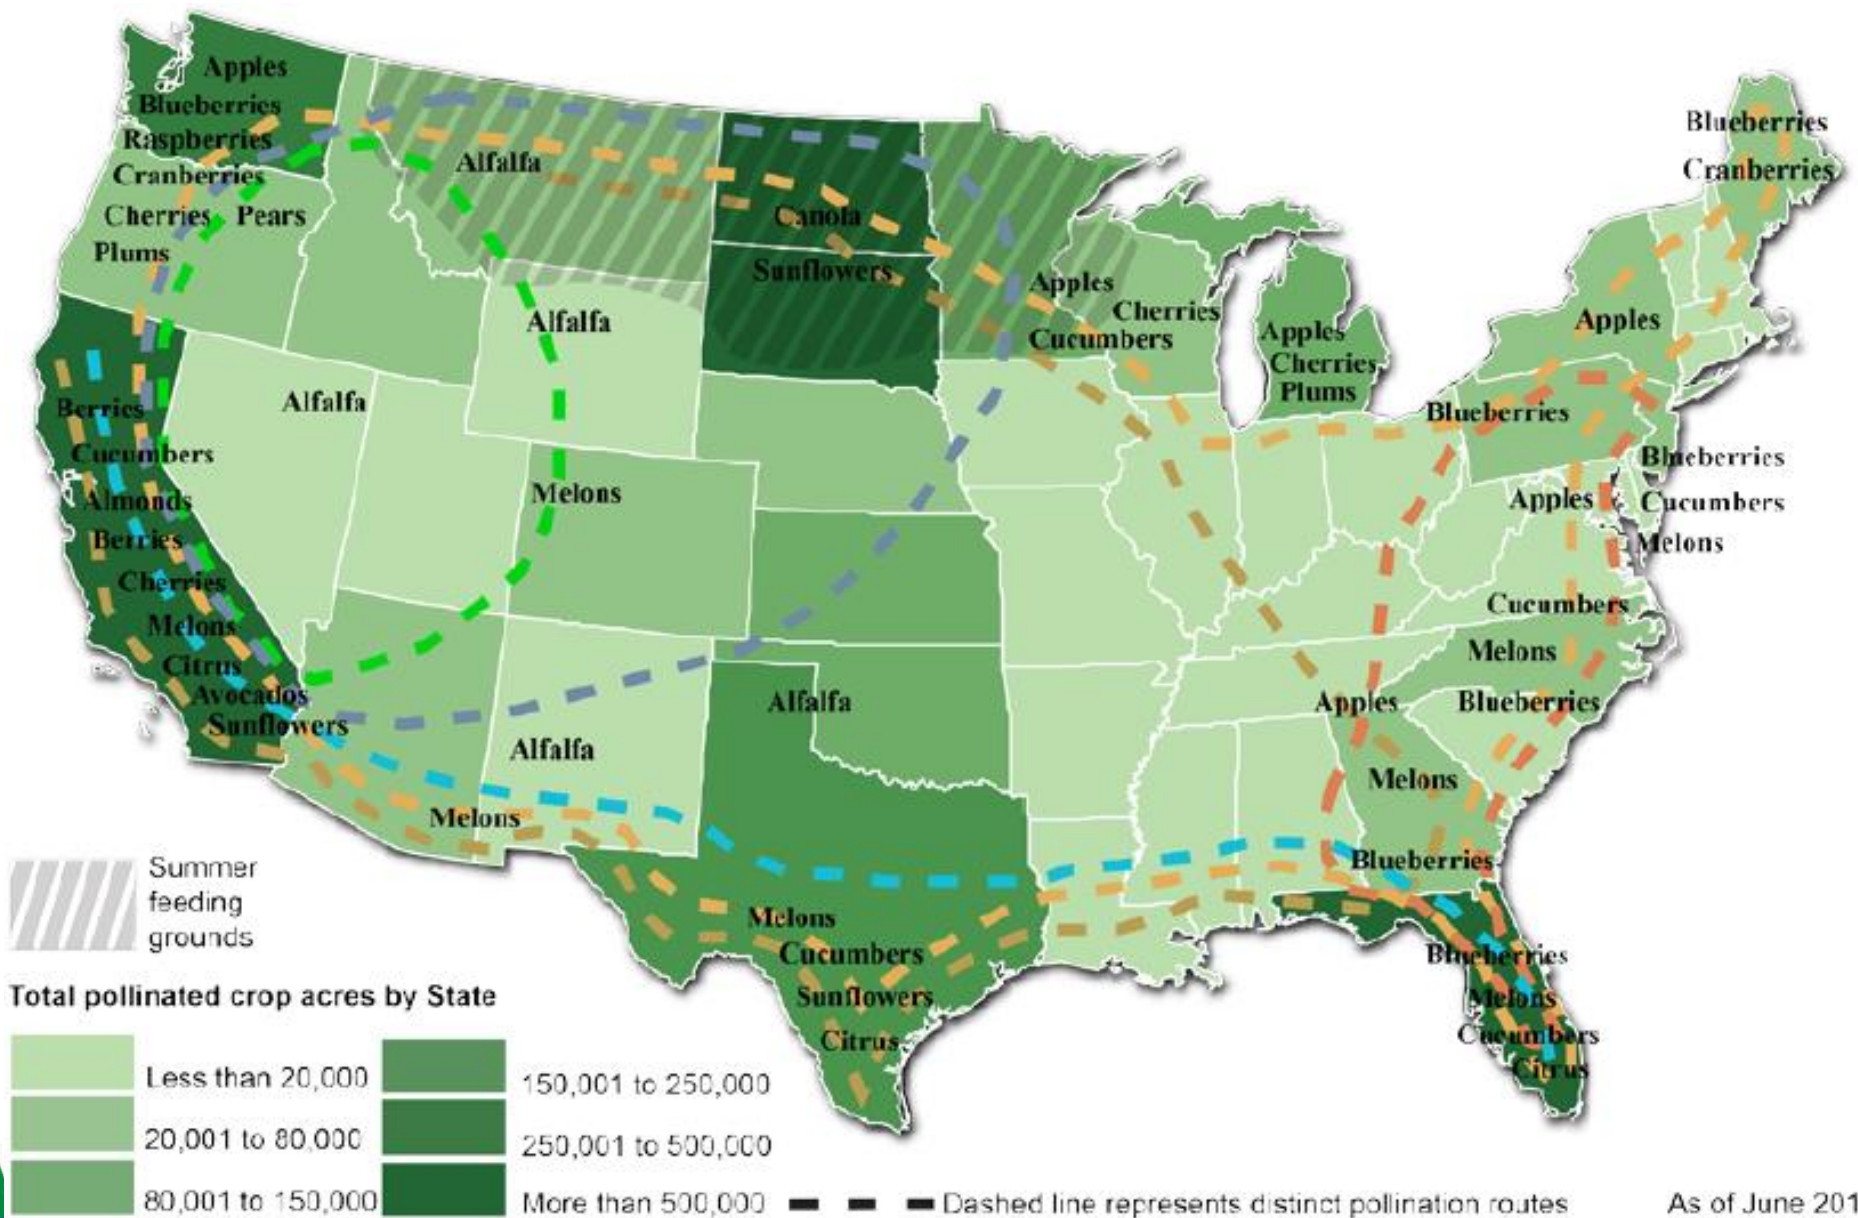 Apples
Blueberries
Raspberries
Cranberries
Cherries
Pears
Plums
Alfalfa
Canola
Sunflowers
Alfalfa
Alfalfa
Melons
Berries
Cucumbers
Almonds
Berries
Cherries
Melons
Citrus
Avocados
Sunflowers
Alfalfa
Melons
Alfalfa
Melons
Cucumbers
Sunflowers
Citrus
Apples
Cherries
Cucumbers
Apples
Cherries
Plums
Blueberries
Cranberries
Apples
Blueberries
Blueberries
Apples
Cucumbers
Melons
Cucumbers
Melons
Apples
Blueberries
Melons
Blueberries
Blueberries
Melons
Cucumbers
Citrus
Summer
feeding
grounds
Total pollinated crop acres by State
Less than 20,000
20,001 to 80,000
80,001 to 150,000
150,001 to 250,000
250,001 to 500,000
More than 500,000
Dashed line represents distinct pollination routes
As of June 201